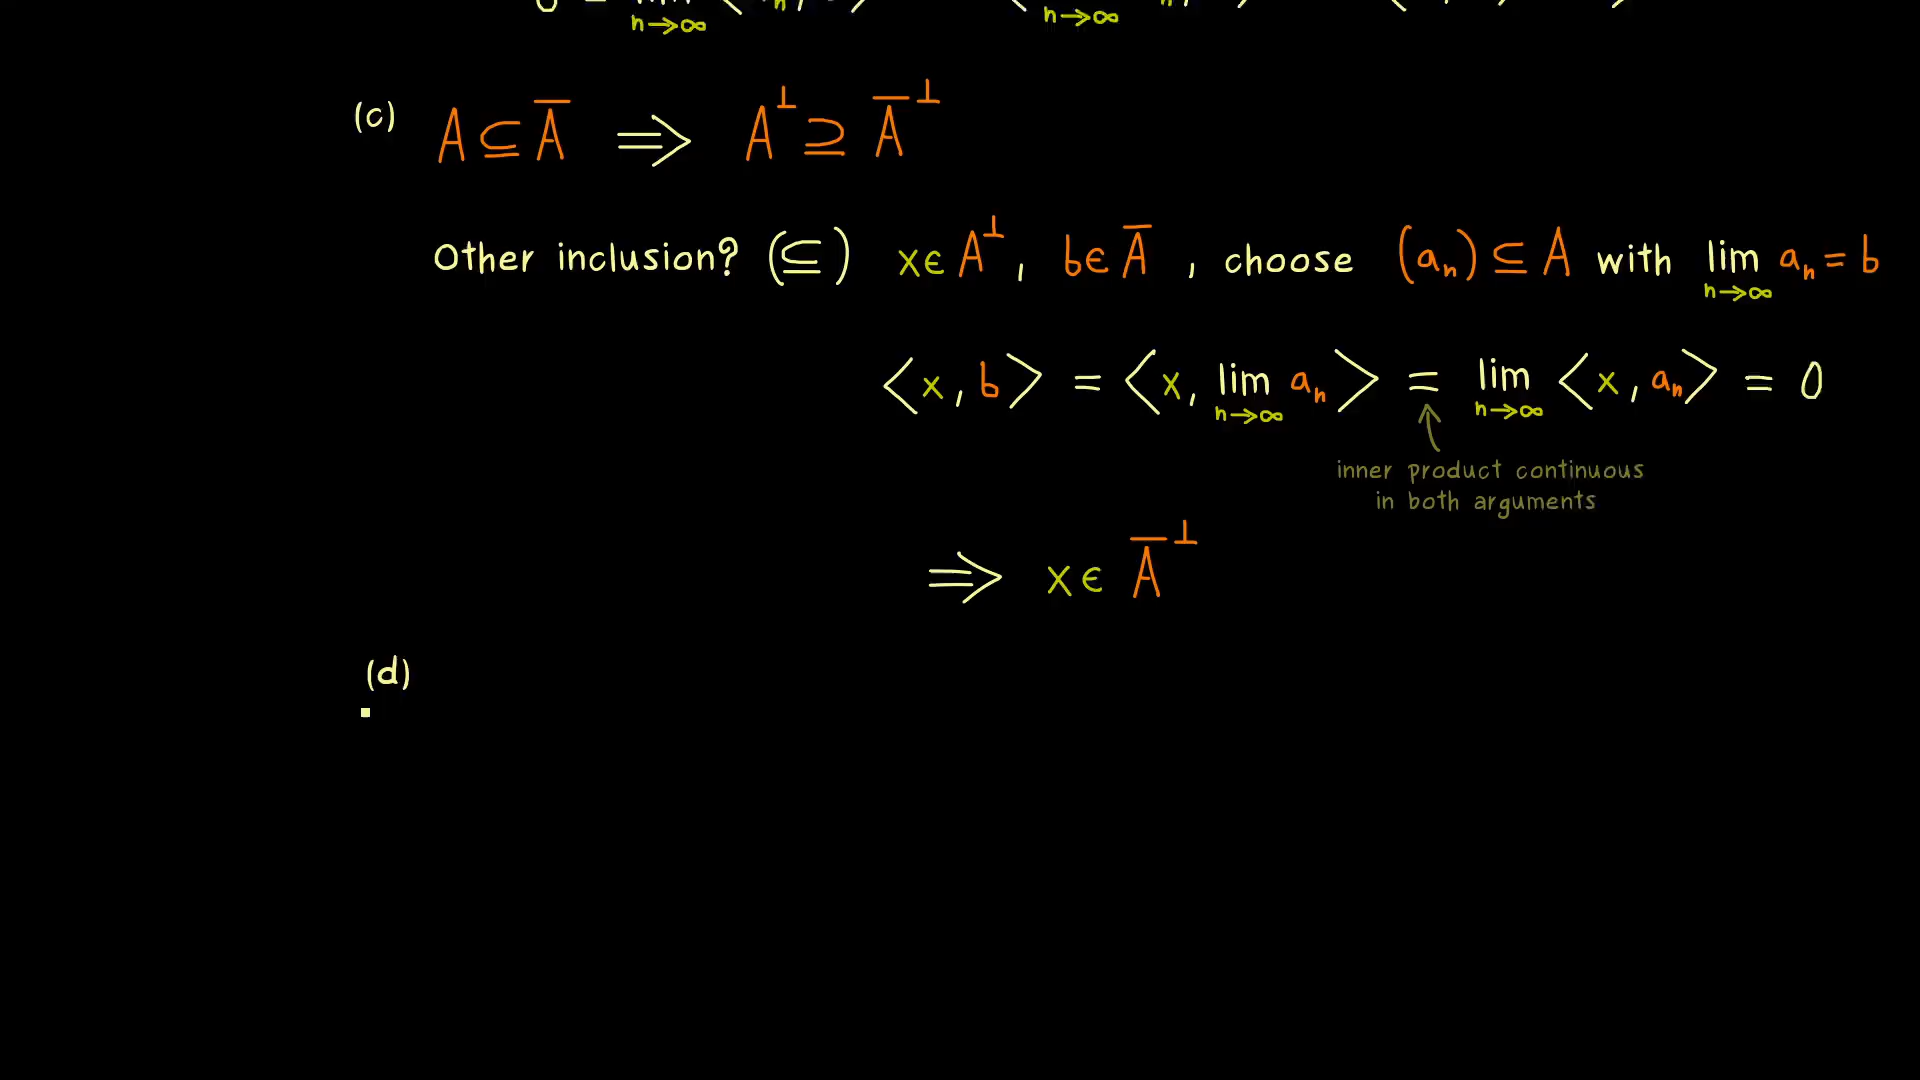 n→∞ n→∞
(c) A ⊆ A̅ ⟹ A^⊥ ⊇ A̅^⊥
Other inclusion? (⊆) x ∈ A^⊥ , b ∈ A̅ , choose (a_n) ⊆ A with lim_{n→∞} a_n = b
⟨x, b⟩ = ⟨x, lim_{n→∞} a_n⟩ = lim_{n→∞} ⟨x, a_n⟩ = 0
inner product continuous
in both arguments
⟹ x ∈ A̅^⊥
(d)